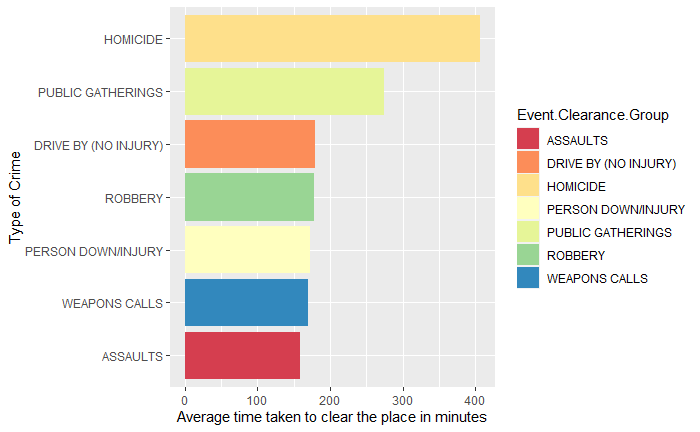 HOMICIDE
PUBLIC GATHERINGS
DRIVE BY (NO INJURY)
ROBBERY
PERSON DOWN/INJURY
WEAPONS CALLS
ASSAULTS
Type of Crime
0 100 200 300 400
Average time taken to clear the place in minutes
Event.Clearance.Group
ASSAULTS
DRIVE BY (NO INJURY)
HOMICIDE
PERSON DOWN/INJURY
PUBLIC GATHERINGS
ROBBERY
WEAPONS CALLS